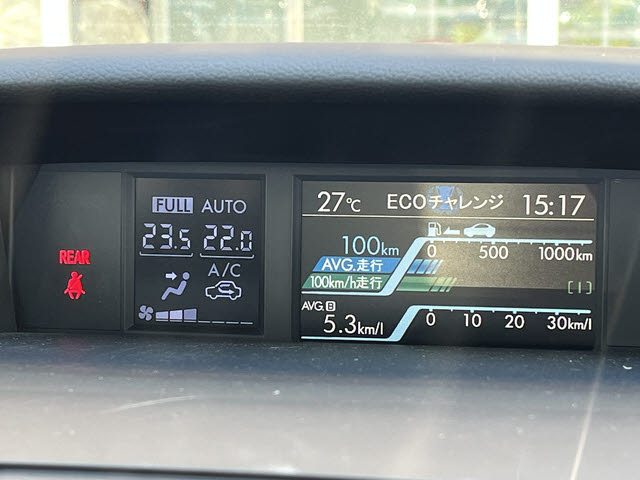 27℃ ECOチャレンジ 15:17
FULL AUTO
23.5 22.0
REAR
A/C
100km
0 500 1000km
AVG.走行
100km/h走行
[1]
AVG.B
5.3km/l
0 10 20 30km/l